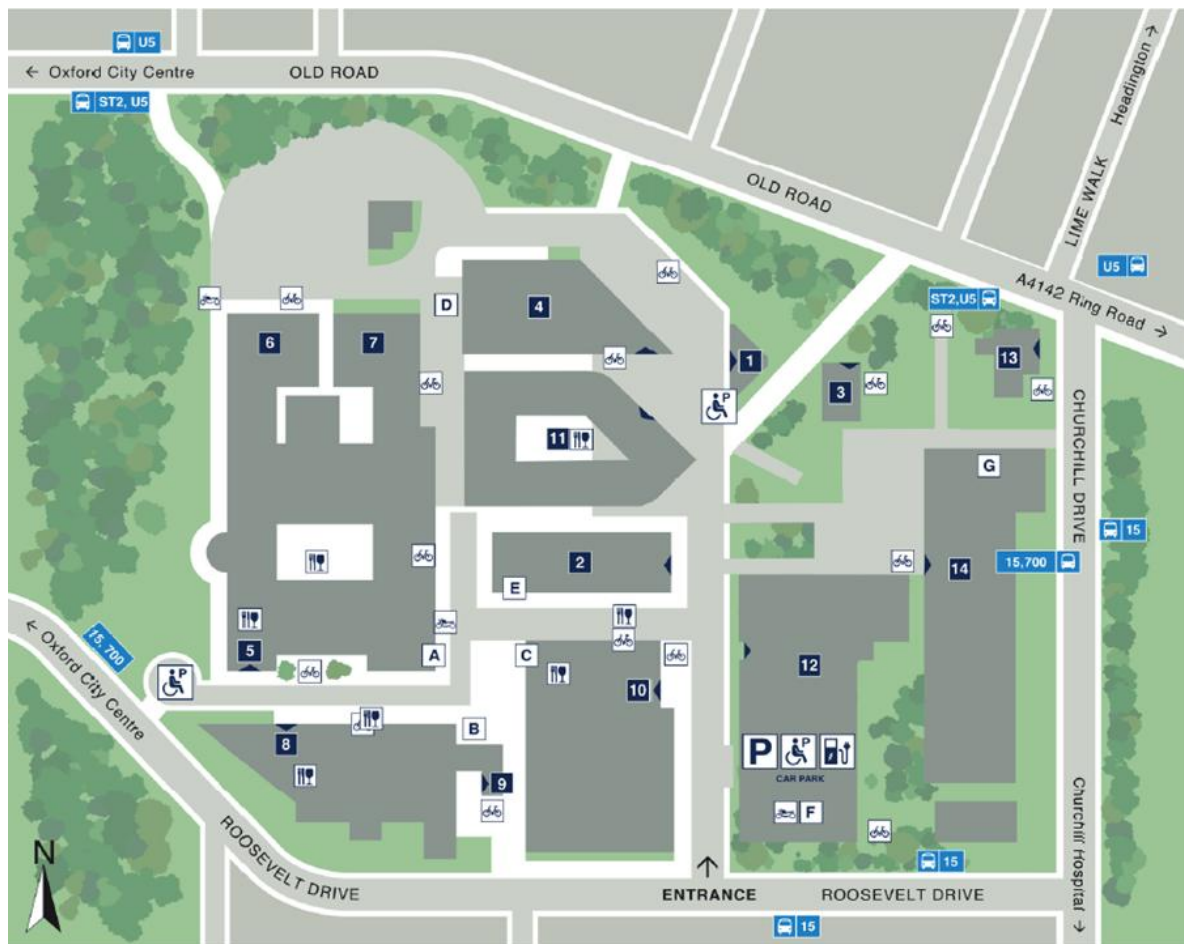 U5
← Oxford City Centre
OLD ROAD
ST2, U5
Headington →
LIME WALK
OLD ROAD
U5
A4142 Ring Road →
ST2,U5
D
4
6
7
1
13
3
CHURCHILL DRIVE
11
G
15
2
14
15,700
E
← Oxford City Centre
15, 700
5
A
C
12
10
B
8
P
P
P
CAR PARK
9
F
Churchill Hospital →
N
ROOSEVELT DRIVE
15
ENTRANCE
ROOSEVELT DRIVE
15
P
P